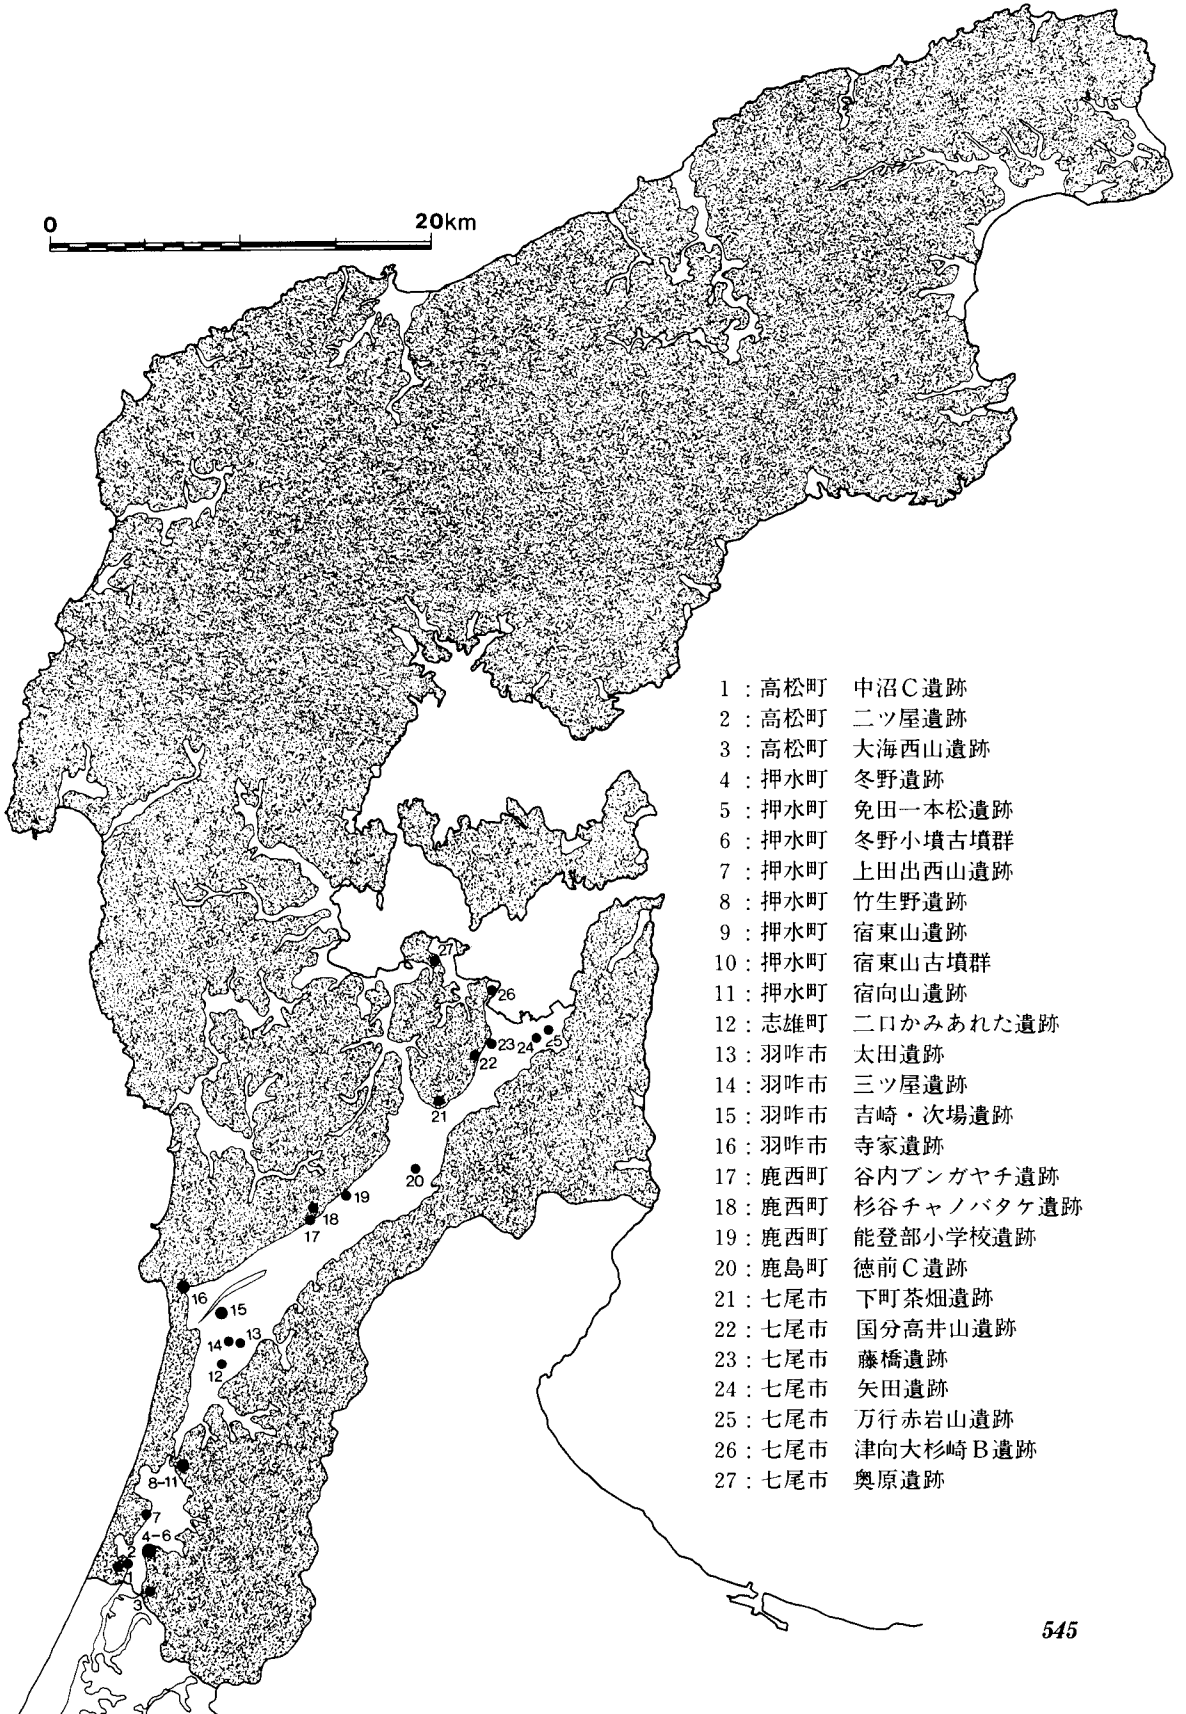 0 20km
1：高松町 中沼C遺跡
2：高松町 二ツ屋遺跡
3：高松町 大海西山遺跡
4：押水町 冬野遺跡
5：押水町 免田一本松遺跡
6：押水町 冬野小墳古墳群
7：押水町 上田出西山遺跡
8：押水町 竹生野遺跡
9：押水町 宿東山遺跡
10：押水町 宿東山古墳群
11：押水町 宿向山遺跡
12：志雄町 二口かみあれた遺跡
13：羽咋市 太田遺跡
14：羽咋市 三ツ屋遺跡
15：羽咋市 吉崎・次場遺跡
16：羽咋市 寺家遺跡
17：鹿西町 谷内ブンガヤチ遺跡
18：鹿西町 杉谷チャノバタケ遺跡
19：鹿西町 能登部小学校遺跡
20：鹿島町 徳前C遺跡
21：七尾市 下町茶畑遺跡
22：七尾市 国分高井山遺跡
23：七尾市 藤橋遺跡
24：七尾市 矢田遺跡
25：七尾市 万行赤岩山遺跡
26：七尾市 津向大杉崎B遺跡
27：七尾市 奥原遺跡
27
26
23 24 25
22
21
20
19
18
17
16
15
14 13
12
8-11
7
4-6
2
1
3
545